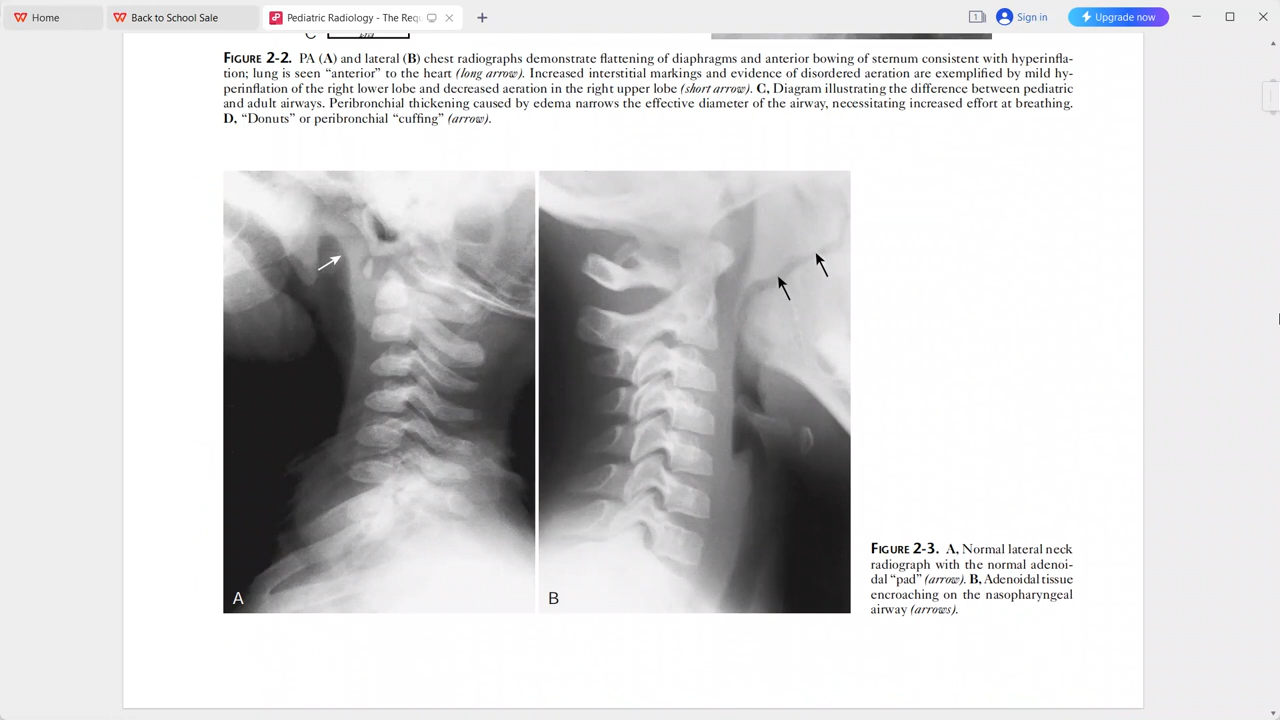 Home
Back to School Sale
Pediatric Radiology - The Requ
1
Sign in
Upgrade now
C
FIGURE 2-2. PA (A) and lateral (B) chest radiographs demonstrate flattening of diaphragms and anterior bowing of sternum consistent with hyperinfla-
tion; lung is seen “anterior” to the heart (long arrow). Increased interstitial markings and evidence of disordered aeration are exemplified by mild hy-
perinflation of the right lower lobe and decreased aeration in the right upper lobe (short arrow). C, Diagram illustrating the difference between pediatric
and adult airways. Peribronchial thickening caused by edema narrows the effective diameter of the airway, necessitating increased effort at breathing.
D, “Donuts” or peribronchial “cuffing” (arrow).
A
B
FIGURE 2-3. A, Normal lateral neck
radiograph with the normal adenoi-
dal “pad” (arrow). B, Adenoidal tissue
encroaching on the nasopharyngeal
airway (arrows).